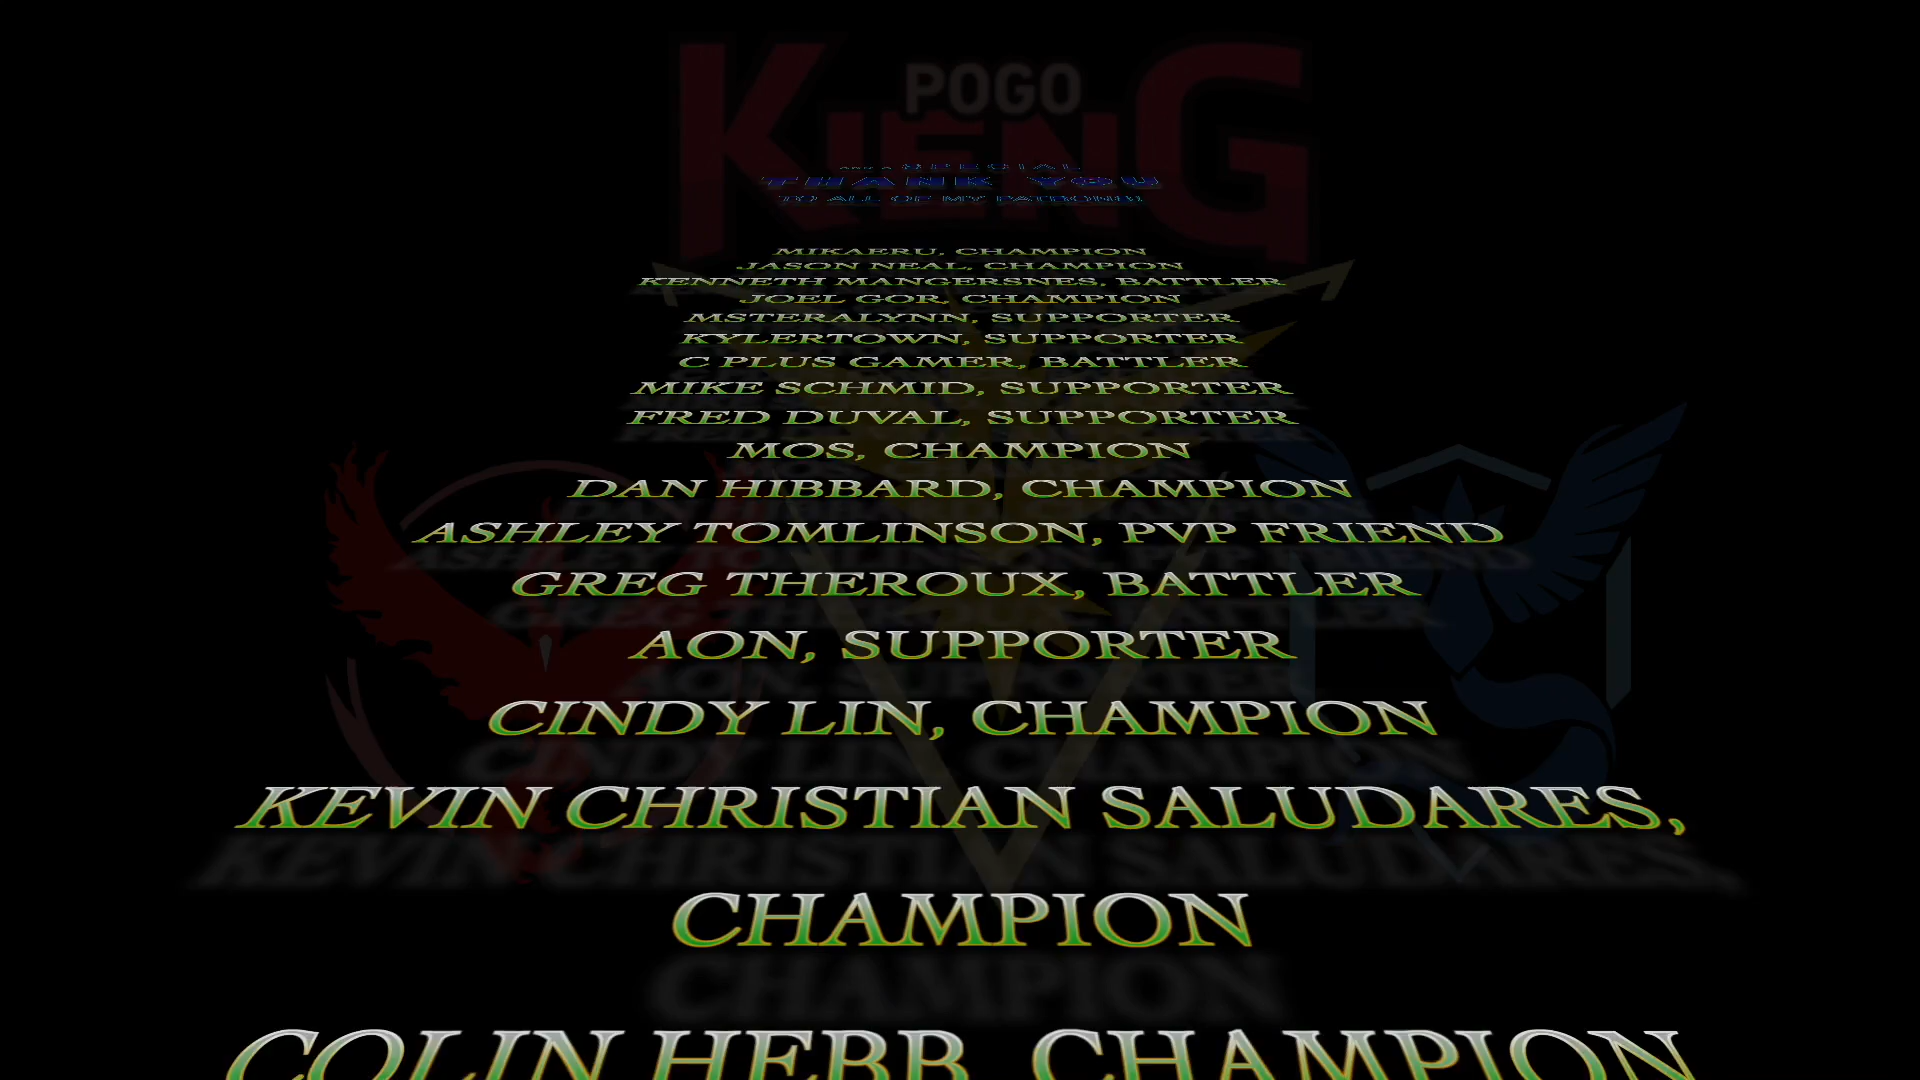 POGO
KIENG
AND A SPECIAL
THANK YOU
TO ALL OF MY PATRONS!
MIKAERU, CHAMPION
JASON NEAL, CHAMPION
KENNETH MANGERSNES, BATTLER
JOEL GOR, CHAMPION
MSTERALYNN, SUPPORTER
KYLERTOWN, SUPPORTER
C PLUS GAMER, BATTLER
MIKE SCHMID, SUPPORTER
FRED DUVAL, SUPPORTER
MOS, CHAMPION
DAN HIBBARD, CHAMPION
ASHLEY TOMLINSON, PVP FRIEND
GREG THEROUX, BATTLER
AON, SUPPORTER
CINDY LIN, CHAMPION
KEVIN CHRISTIAN SALUDARES,
CHAMPION
COLIN HEBB, CHAMPION